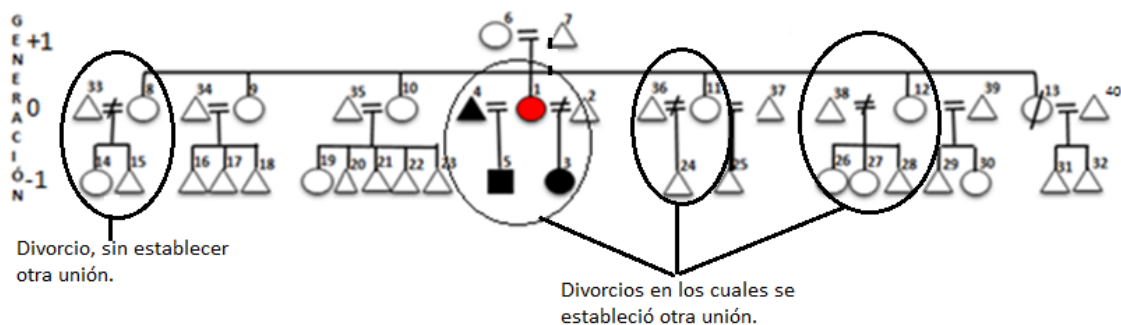 GENERACIÓN
+1
0
-1
6 7
33 8 34 9 35 10 4 1 2 36 11 37 38 12 39 13 40
14 15 16 17 18 19 20 21 22 23 5 3 24 25 26 27 28 29 30 31 32
Divorcio, sin establecer
otra unión.
Divorcios en los cuales se
estableció otra unión.